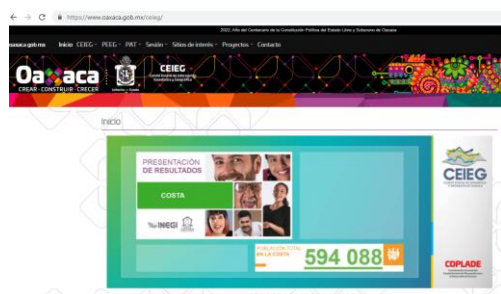 https://www.oaxaca.gob.mx/ceieg/
2022, Año del Centenario de la Constitución Política del Estado Libre y Soberano de Oaxaca
oaxaca.gob.mx Inicio CEIEG PEEG PAT Sesión Sitios de interés Proyectos Contacto
Oaxaca
CREAR · CONSTRUIR · CRECER
CEIEG
Inicio
PRESENTACIÓN
DE RESULTADOS
COSTA
INEGI
POBLACIÓN TOTAL
EN LA COSTA
594 088
CEIEG
COPLADE